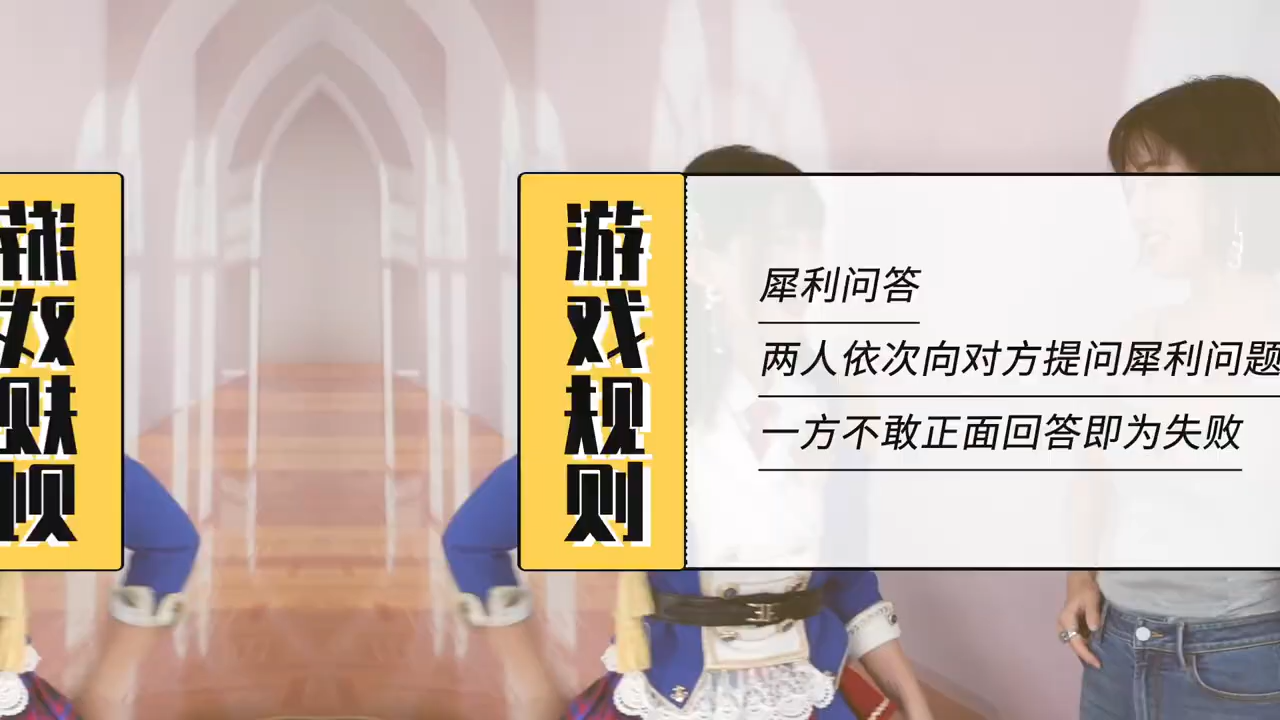 游戏规则
犀利问答
两人依次向对方提问犀利问题
一方不敢正面回答即为失败